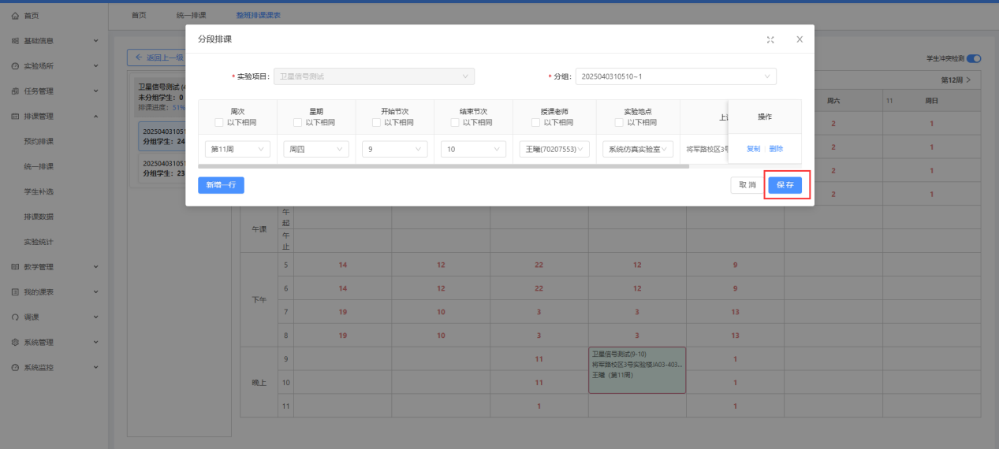 首页
基础信息
实验场所
任务管理
排课管理
预约排课
统一排课
学生补选
排课数据
实验统计
教学管理
我的课表
调课
系统管理
系统监控
首页 统一排课 整班排课课表
返回上一级
学生冲突检测
卫星信号测试 (4
未分组学生: 0
排课进度: 51%
20250403105
分组学生: 24
20250403105
分组学生: 23
第12周 >
周六 11 周日
2 1
2 1
2 1
2 1
分段排课
* 实验项目: 卫星信号测试
* 分组: 2025040310510~1
周次 星期 开始节次 结束节次 授课老师 实验地点 操作
以下相同 以下相同 以下相同 以下相同 以下相同 以下相同
第11周 周四 9 10 王曦(70207553) 系统仿真实验室 将军路校区3号 复制 删除
新增一行 取消 保存
午课 午起
午止
下午
5 14 12 22 12 9
6 14 12 22 12 9
7 19 10 3 3 13
8 19 10 3 3 13
晚上
9 11 1
卫星信号测试(9-10)
将军路校区3号实验楼JA03-403...
王曦 (第11周)
10 11 1
11 1 1